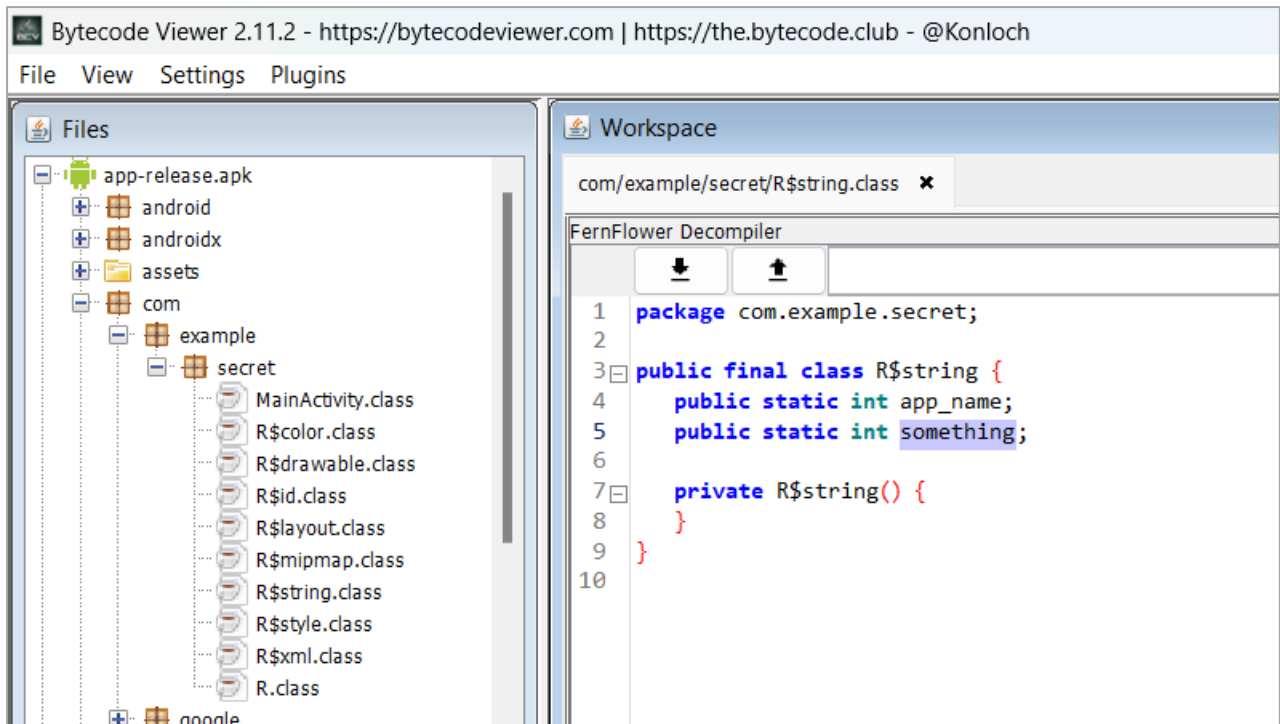 Bytecode Viewer 2.11.2 - https://bytecodeviewer.com | https://the.bytecode.club - @Konloch
File View Settings Plugins
Files
app-release.apk
android
androidx
assets
com
example
secret
MainActivity.class
R$color.class
R$drawable.class
R$id.class
R$layout.class
R$mipmap.class
R$string.class
R$style.class
R$xml.class
R.class
google
Workspace
com/example/secret/R$string.class
FernFlower Decompiler
1 package com.example.secret;
2
3 public final class R$string {
4 public static int app_name;
5 public static int something;
6
7 private R$string() {
8 }
9 }
10